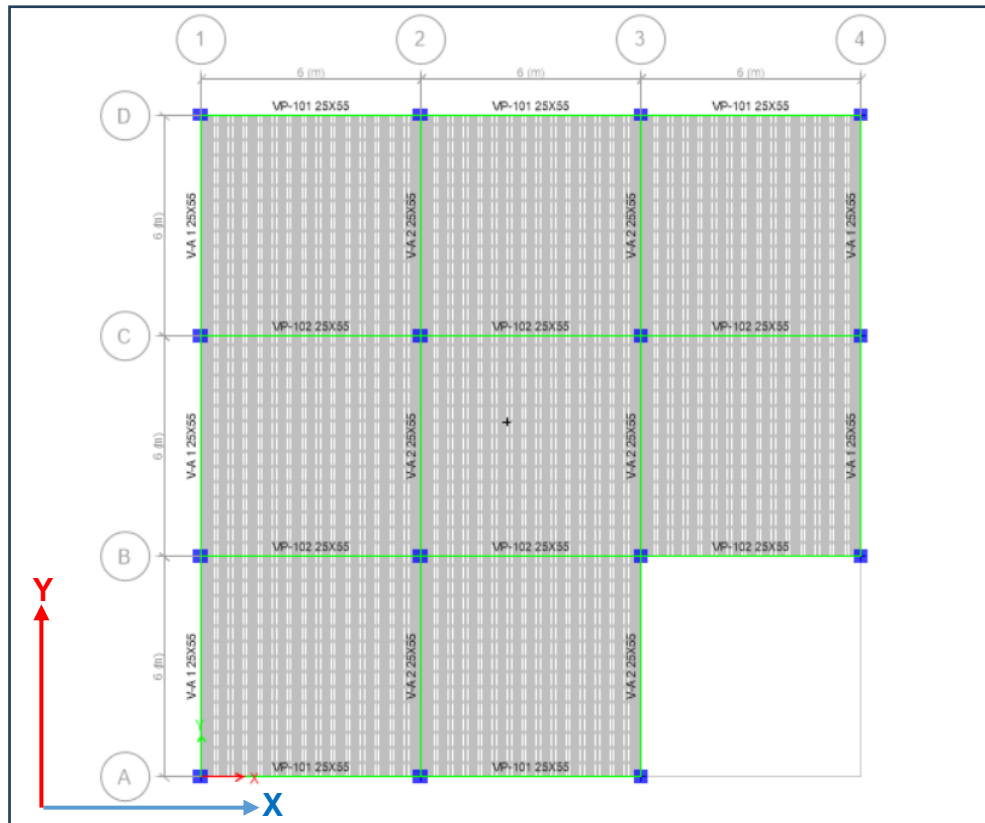 1 2 3 4
6 (m) 6 (m) 6 (m)
D VP-101 25X55 VP-101 25X55 VP-101 25X55
6 (m) V-A 1 25X55 V-A 2 25X55 V-A 2 25X55 V-A 1 25X55
C VP-102 25X55 VP-102 25X55 VP-102 25X55
6 (m) V-A 1 25X55 V-A 2 25X55 V-A 2 25X55 V-A 1 25X55
B VP-102 25X55 VP-102 25X55 VP-102 25X55
Y
6 (m) V-A 1 25X55 V-A 2 25X55 V-A 2 25X55
Y
A X VP-101 25X55 VP-101 25X55
X